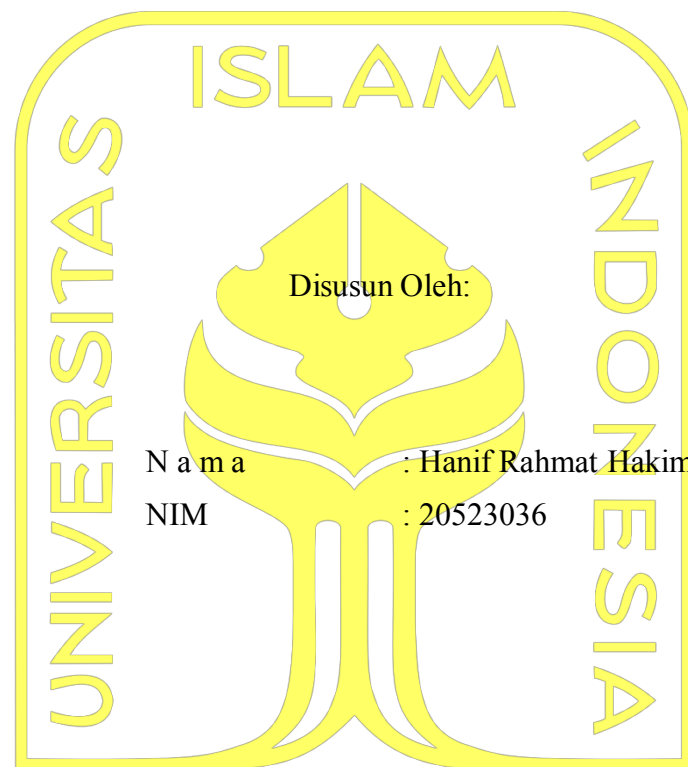 UNIVERSITAS ISLAM INDONESIA
Disusun Oleh:
N a m a : Hanif Rahmat Hakim
NIM : 20523036